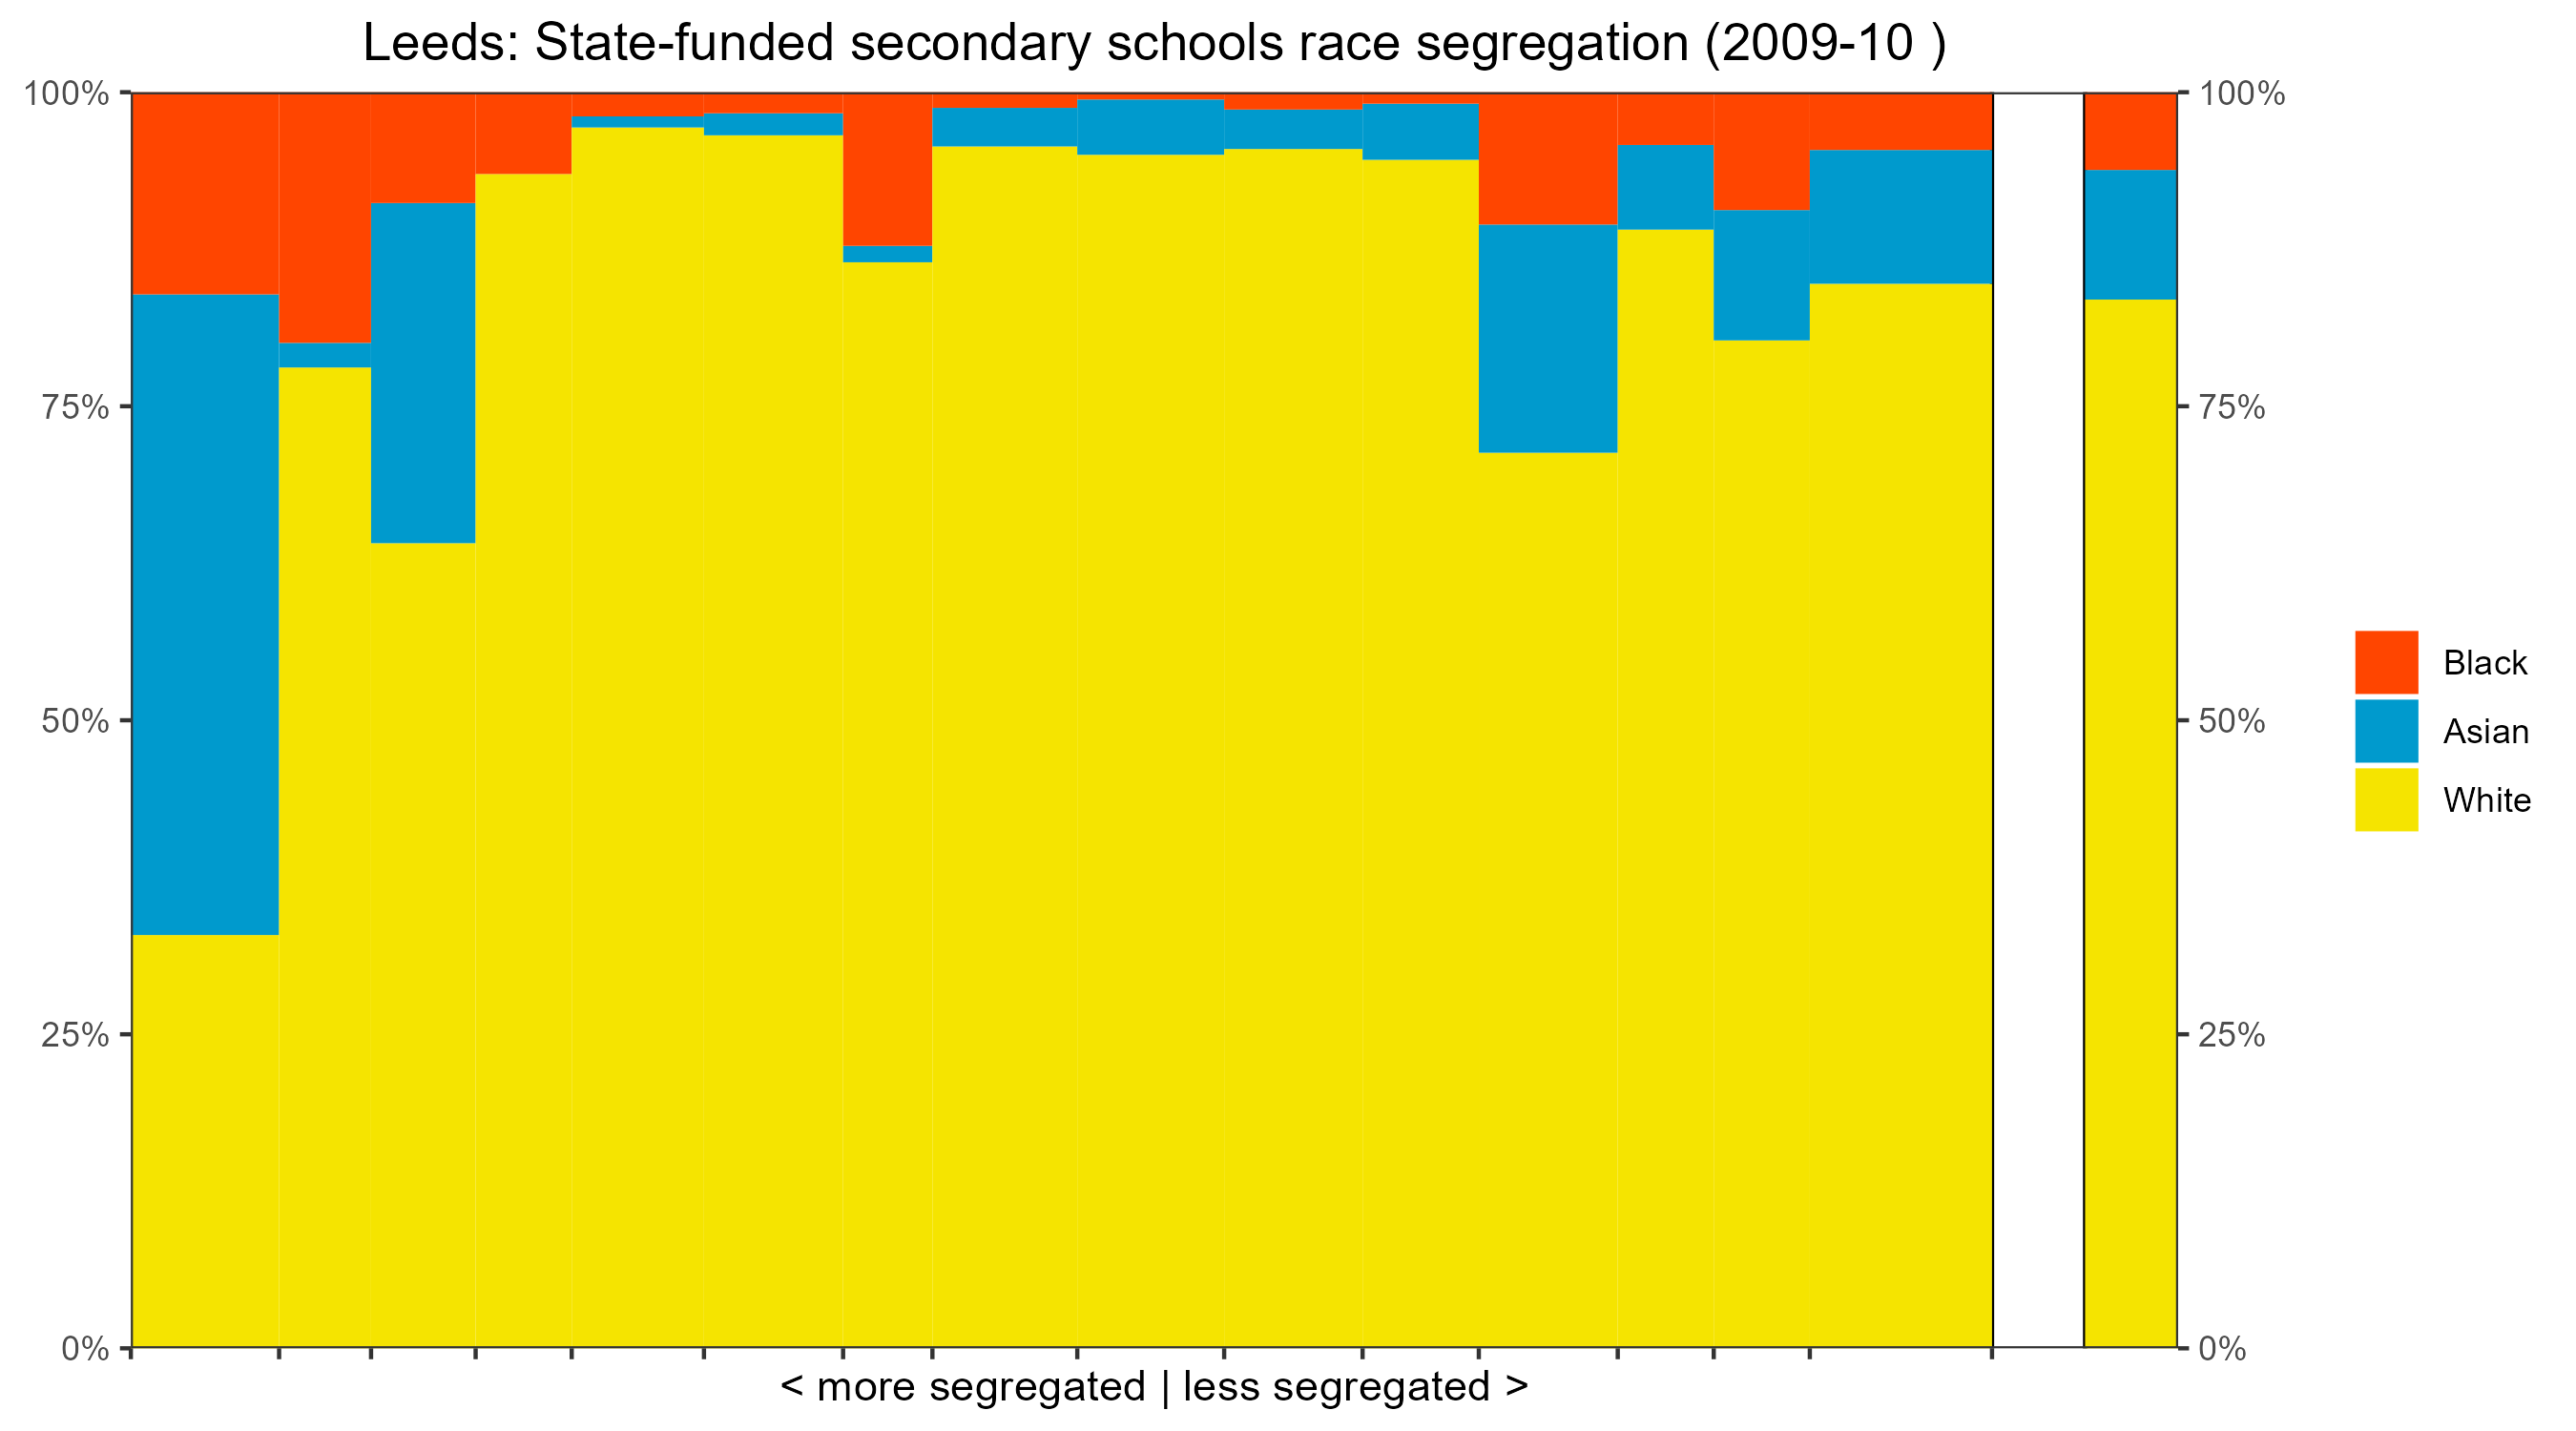 Leeds: State-funded secondary schools race segregation (2009-10 )
100%
75%
50%
25%
0%
100%
75%
50%
25%
0%
< more segregated | less segregated >
Black
Asian
White